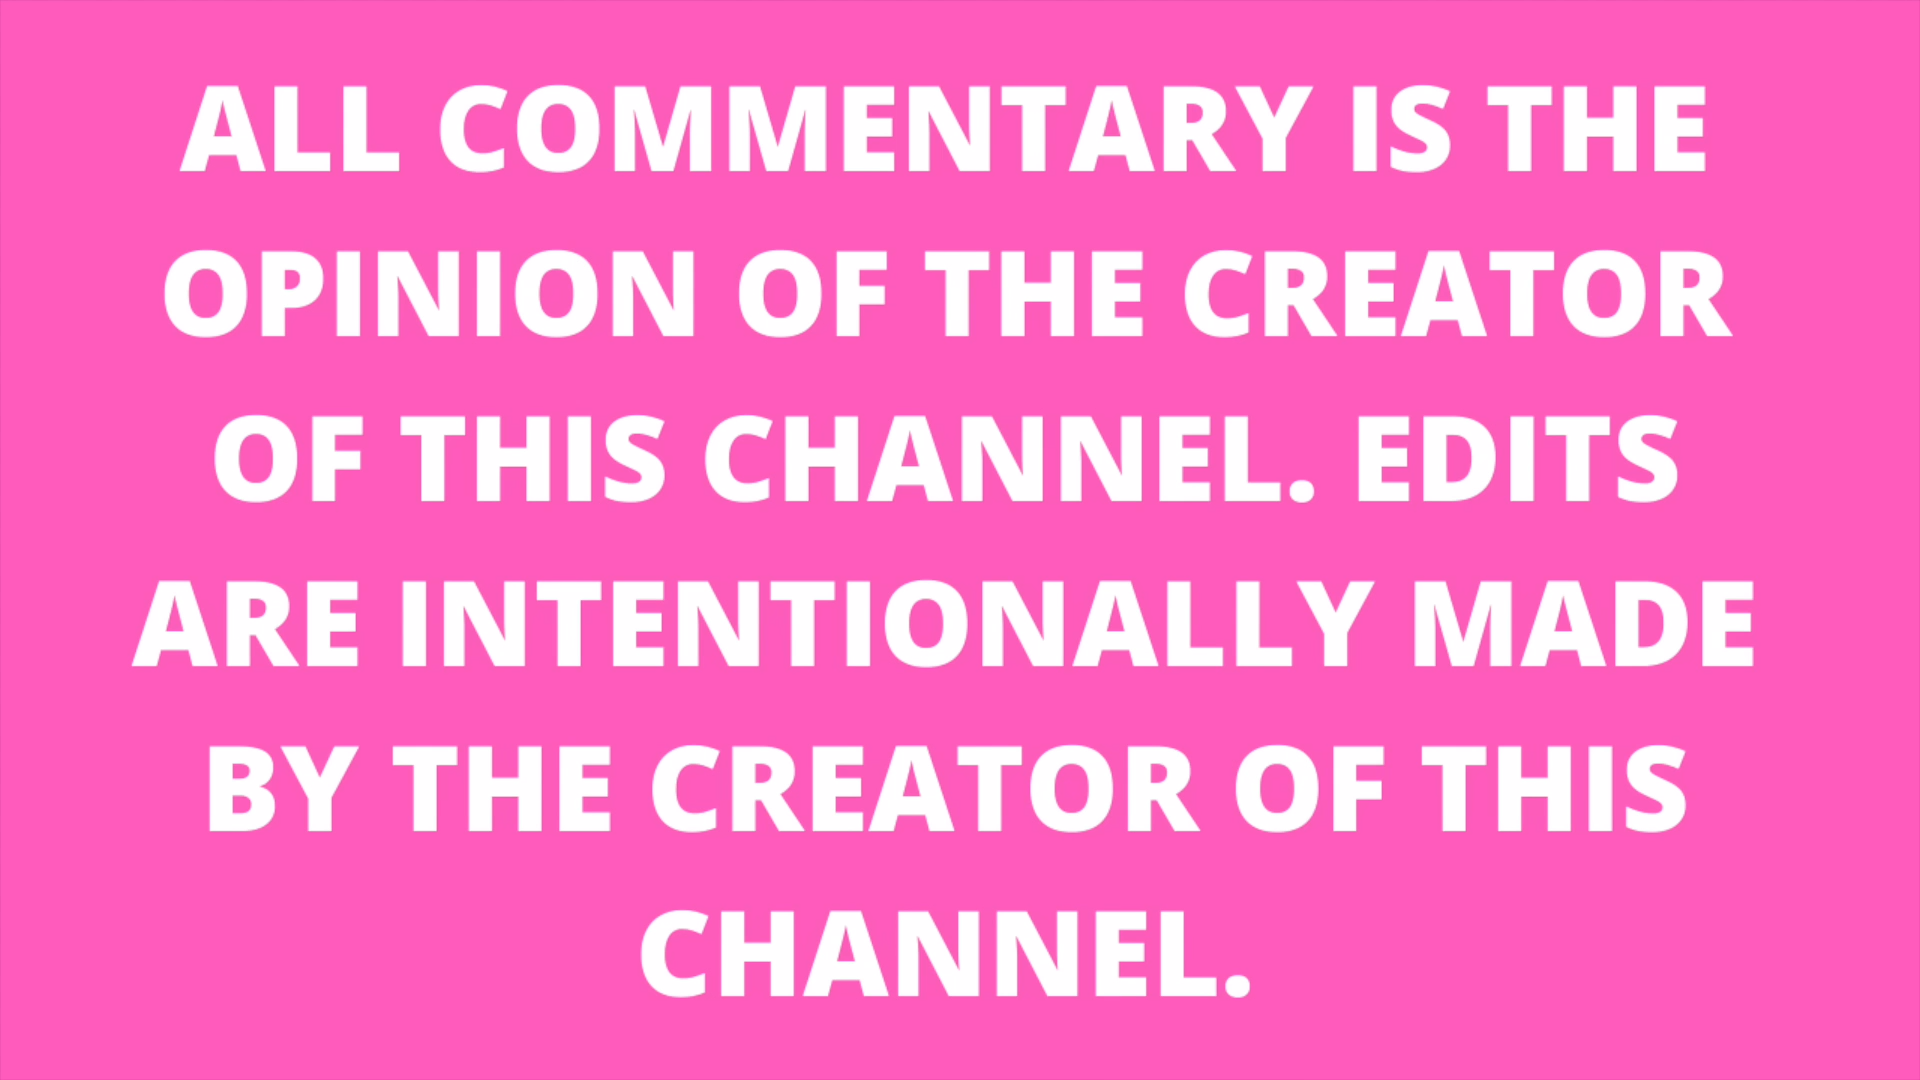 ALL COMMENTARY IS THE
OPINION OF THE CREATOR
OF THIS CHANNEL. EDITS
ARE INTENTIONALLY MADE
BY THE CREATOR OF THIS
CHANNEL.